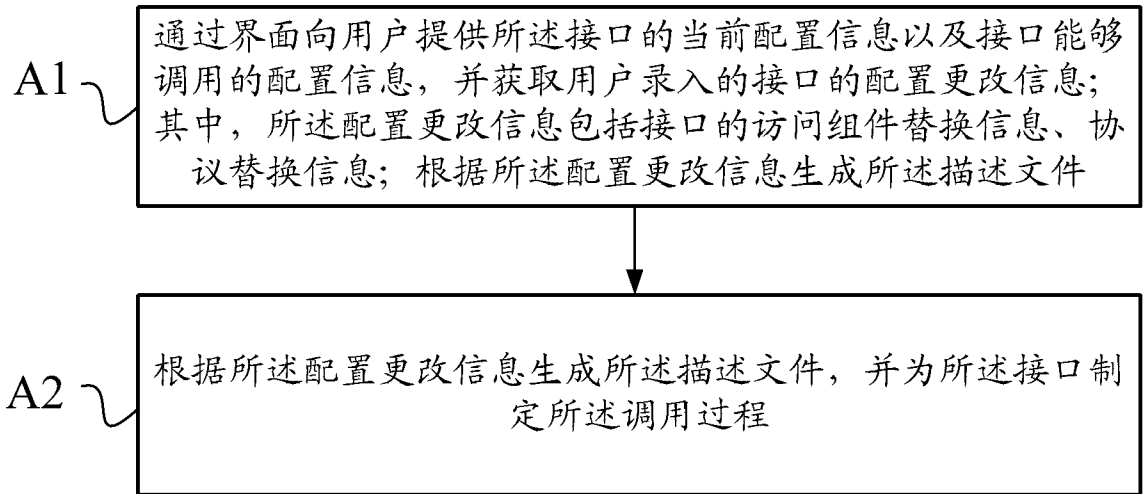 A1
通过界面向用户提供所述接口的当前配置信息以及接口能够
调用的配置信息，并获取用户录入的接口的配置更改信息；
其中，所述配置更改信息包括接口的访问组件替换信息、协
议替换信息；根据所述配置更改信息生成所述描述文件
A2
根据所述配置更改信息生成所述描述文件，并为所述接口制
定所述调用过程